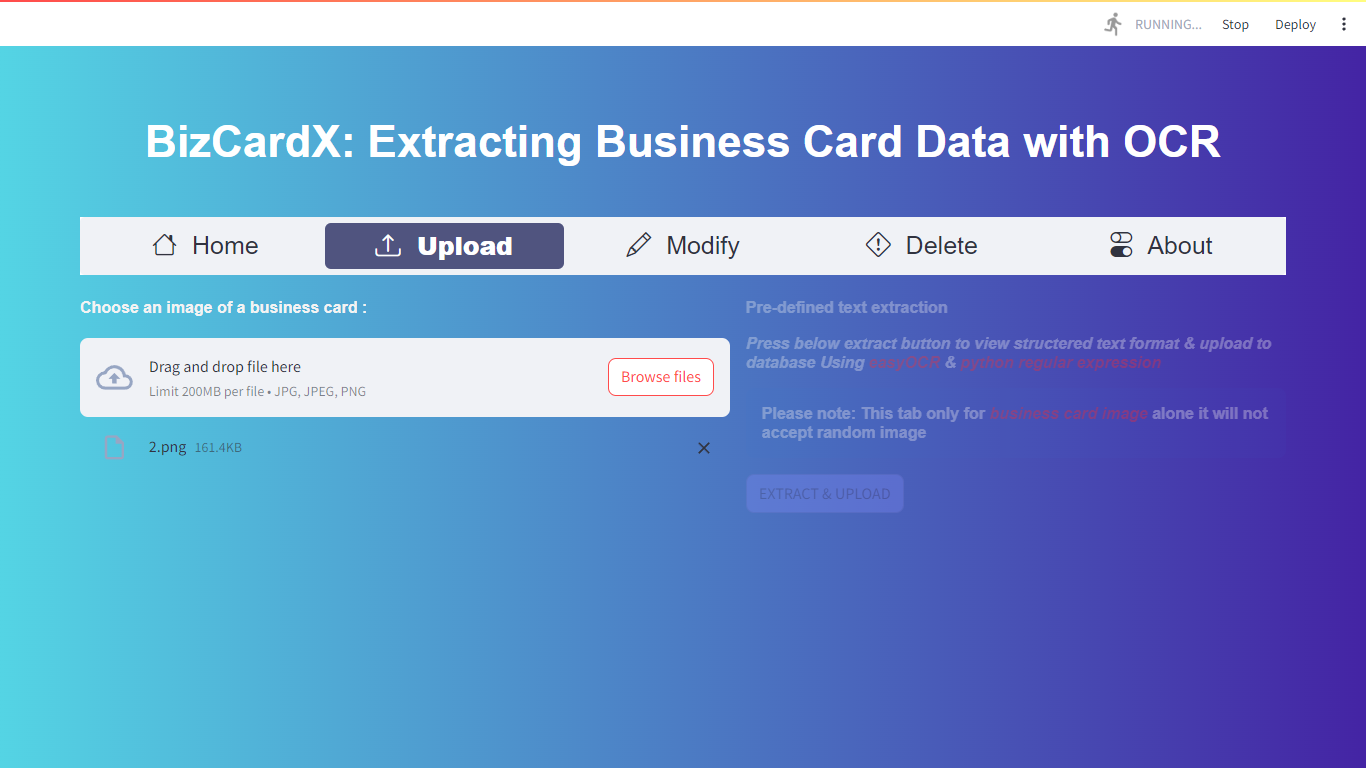 RUNNING... Stop Deploy
BizCardX: Extracting Business Card Data with OCR
Home Upload Modify Delete About
Choose an image of a business card :
Drag and drop file here
Limit 200MB per file • JPG, JPEG, PNG
Browse files
2.png 161.4KB
Pre-defined text extraction
Press below extract button to view structered text format & upload to
database Using easyOCR & python regular expression
Please note: This tab only for business card image alone it will not
accept random image
EXTRACT & UPLOAD